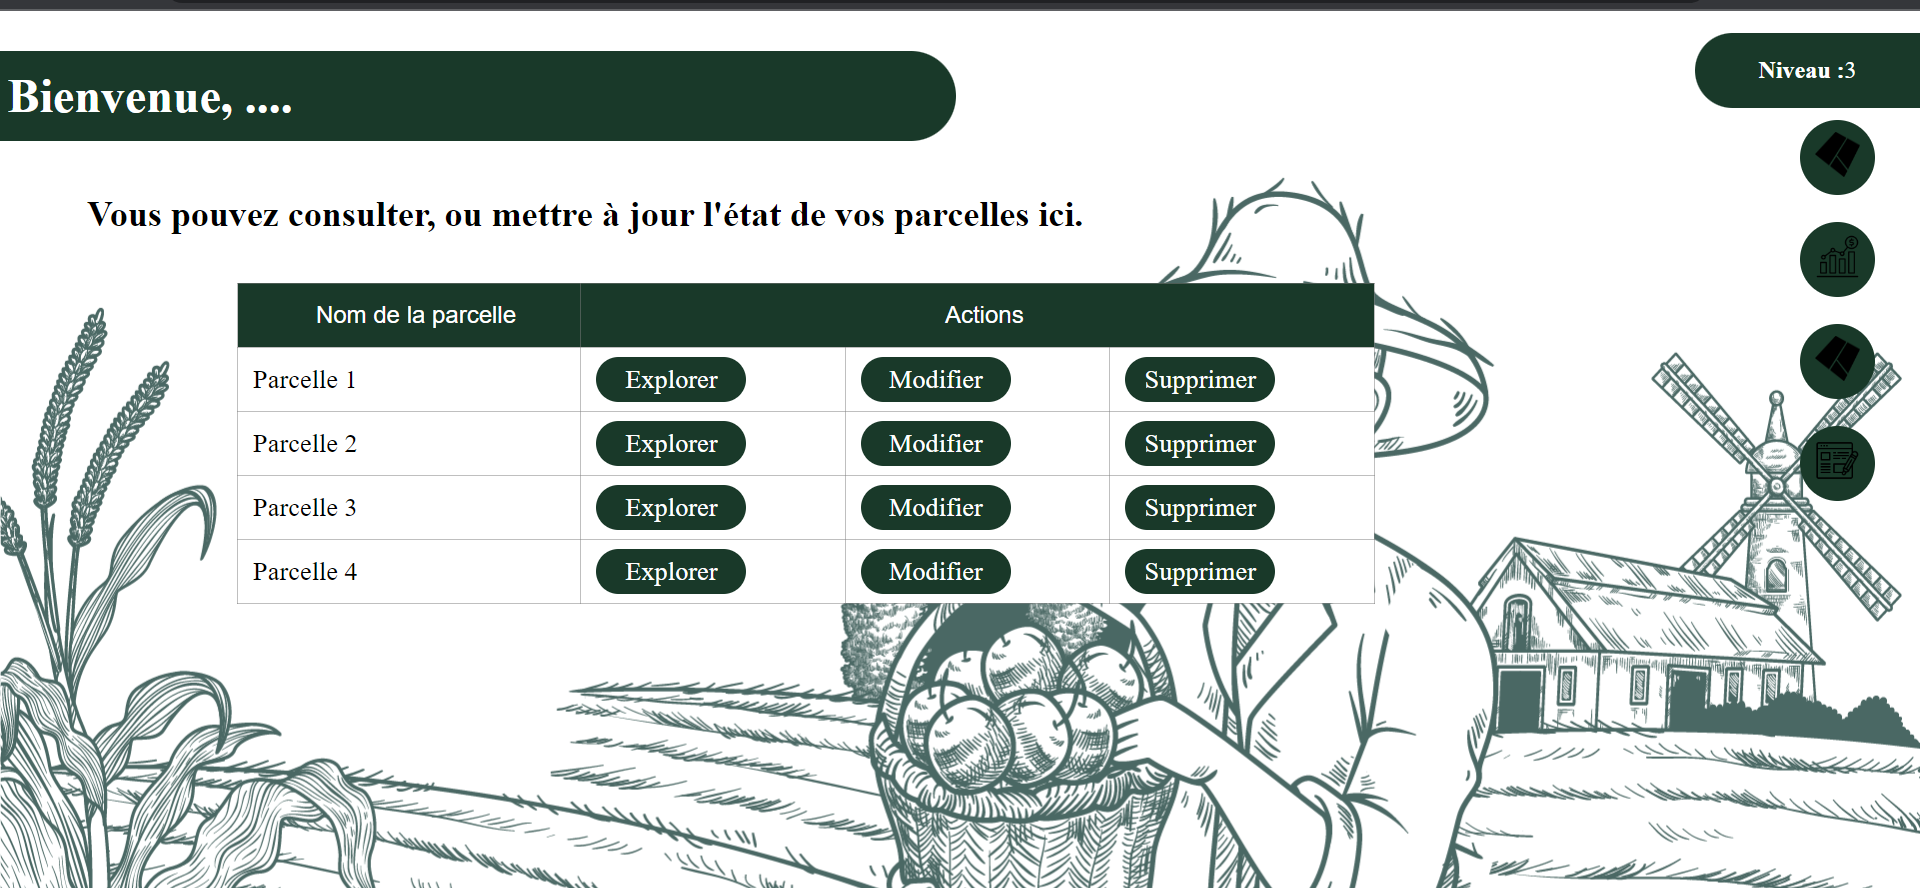 Bienvenue, ....
Niveau :3
Vous pouvez consulter, ou mettre à jour l'état de vos parcelles ici.
Nom de la parcelle Actions
Parcelle 1 Explorer Modifier Supprimer
Parcelle 2 Explorer Modifier Supprimer
Parcelle 3 Explorer Modifier Supprimer
Parcelle 4 Explorer Modifier Supprimer